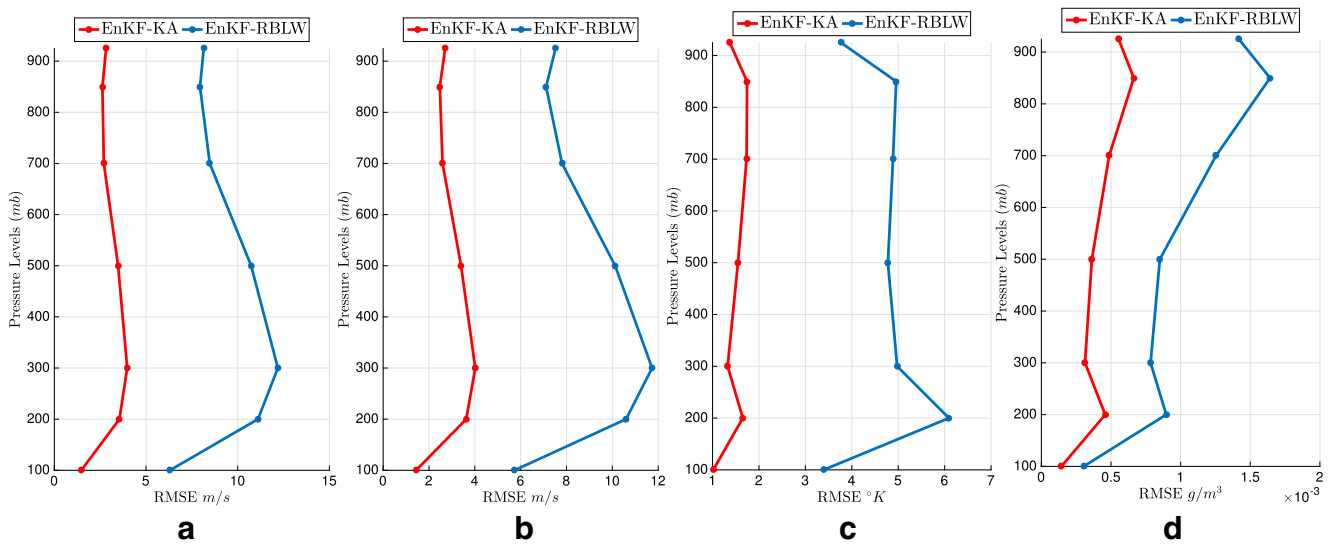 EnKF-KA EnKF-RBLW
900
800
700
600
500
400
300
200
100
Pressure Levels (mb)
0 5 10 15
RMSE m/s
a
EnKF-KA EnKF-RBLW
900
800
700
600
500
400
300
200
100
Pressure Levels (mb)
0 2 4 6 8 10 12
RMSE m/s
b
EnKF-KA EnKF-RBLW
900
800
700
600
500
400
300
200
100
Pressure Levels (mb)
1 2 3 4 5 6 7
RMSE °K
c
EnKF-KA EnKF-RBLW
900
800
700
600
500
400
300
200
100
Pressure Levels (mb)
0 0.5 1 1.5 2
RMSE g/m³ ×10⁻³
d